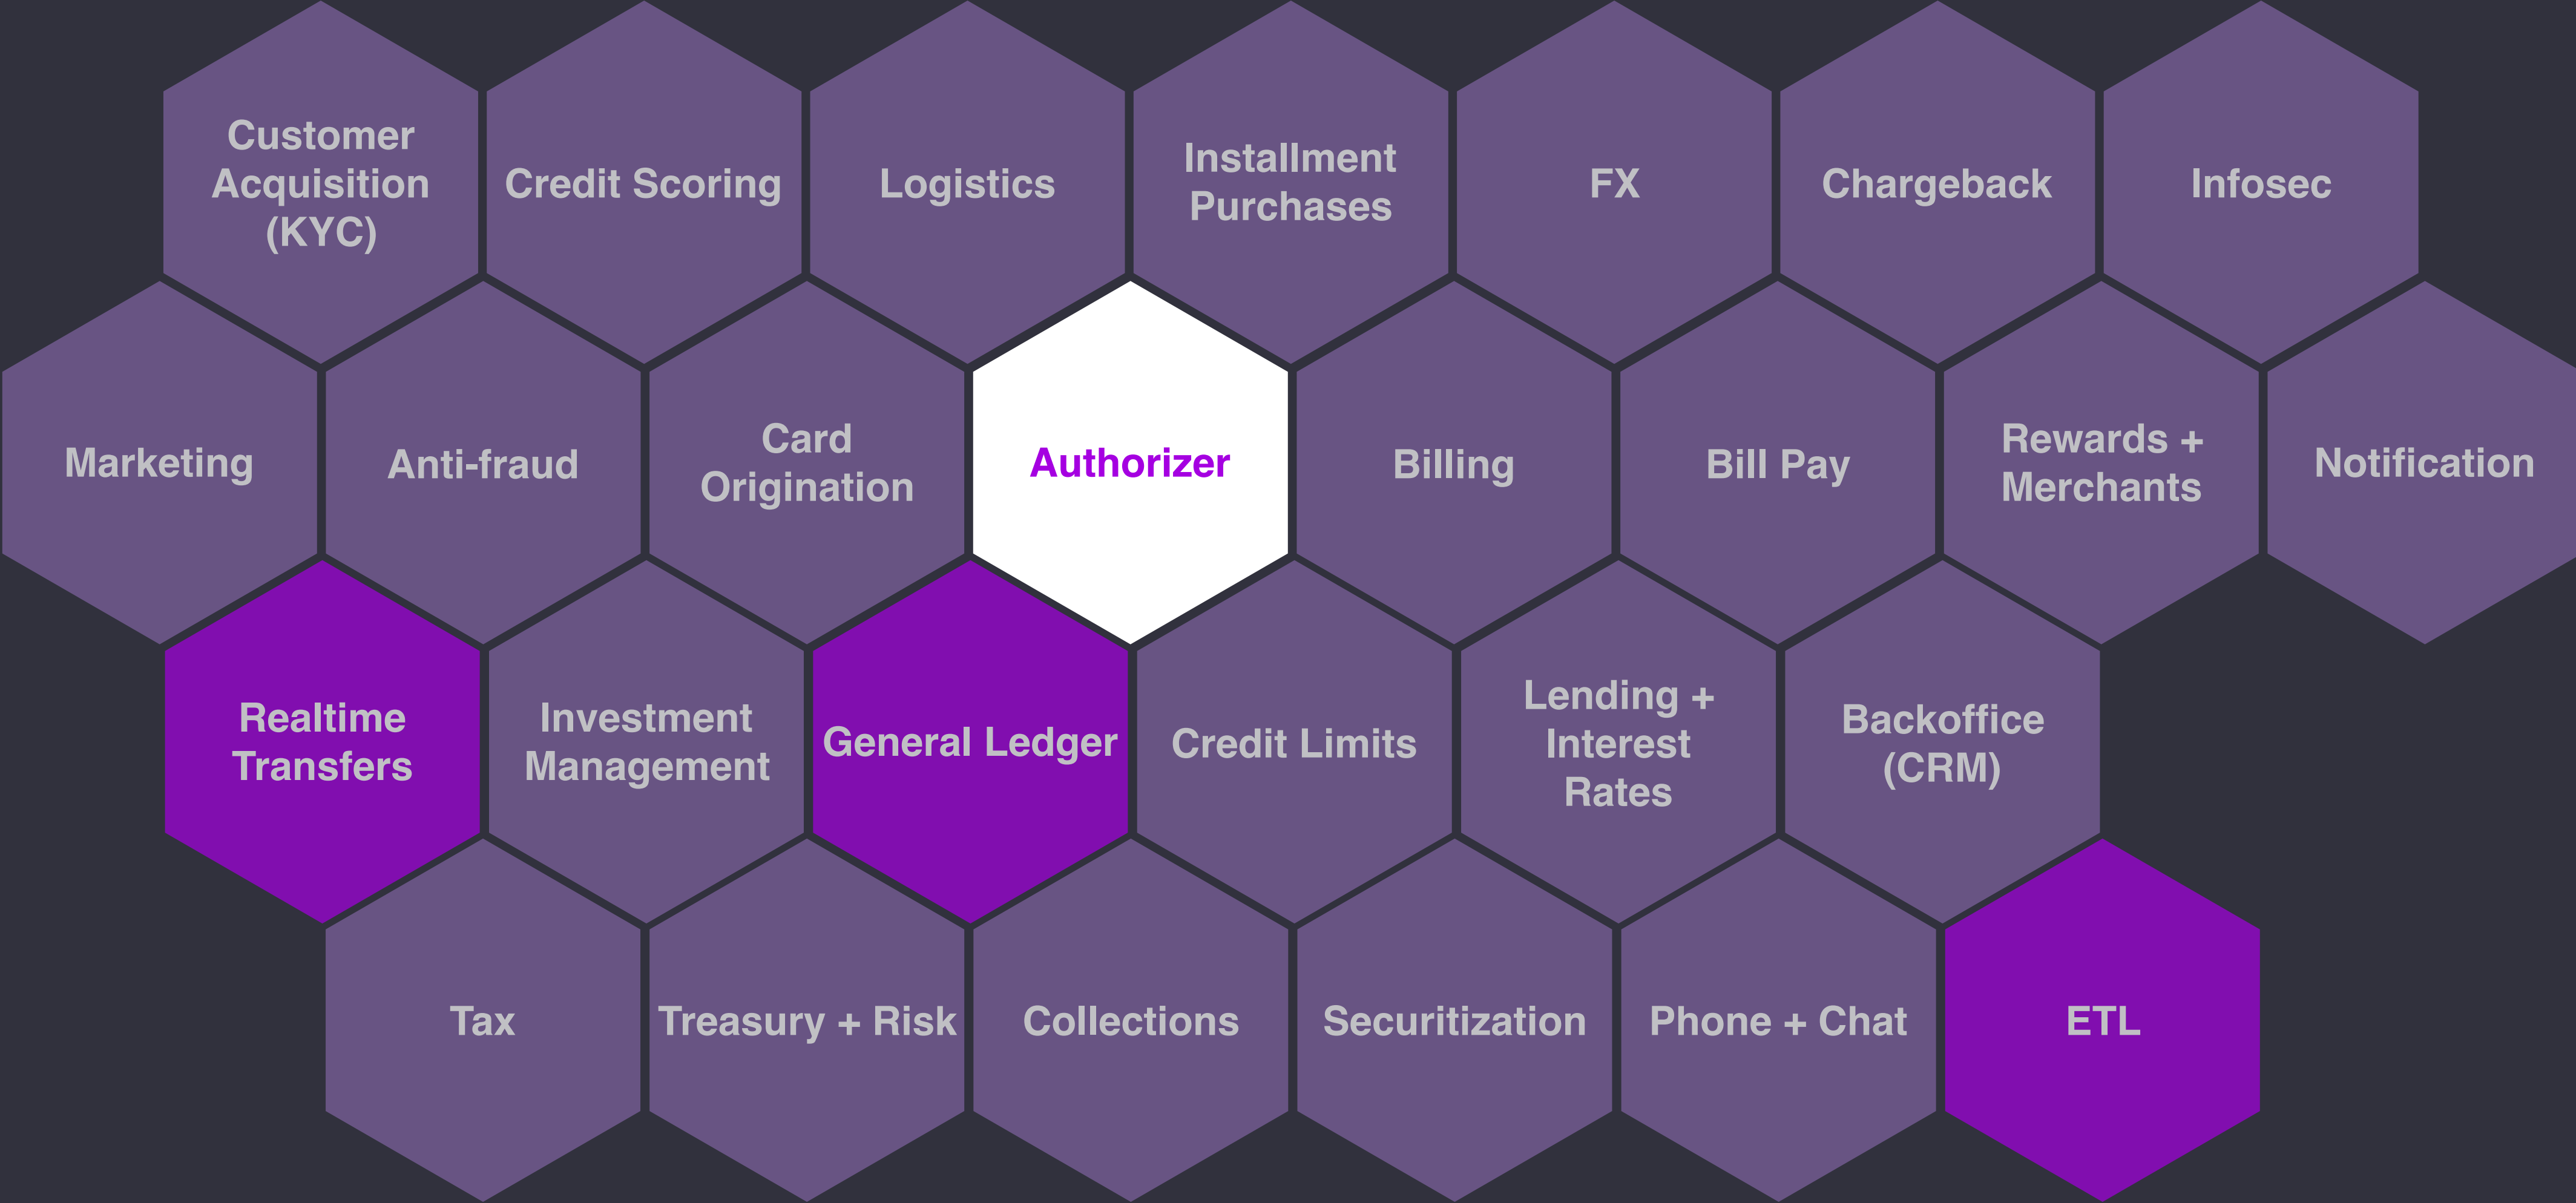 Customer
Acquisition
(KYC)
Credit Scoring
Logistics
Installment
Purchases
FX
Chargeback
Infosec
Marketing
Anti-fraud
Card
Origination
Authorizer
Billing
Bill Pay
Rewards +
Merchants
Notification
Realtime
Transfers
Investment
Management
General Ledger
Credit Limits
Lending +
Interest
Rates
Backoffice
(CRM)
Tax
Treasury + Risk
Collections
Securitization
Phone + Chat
ETL